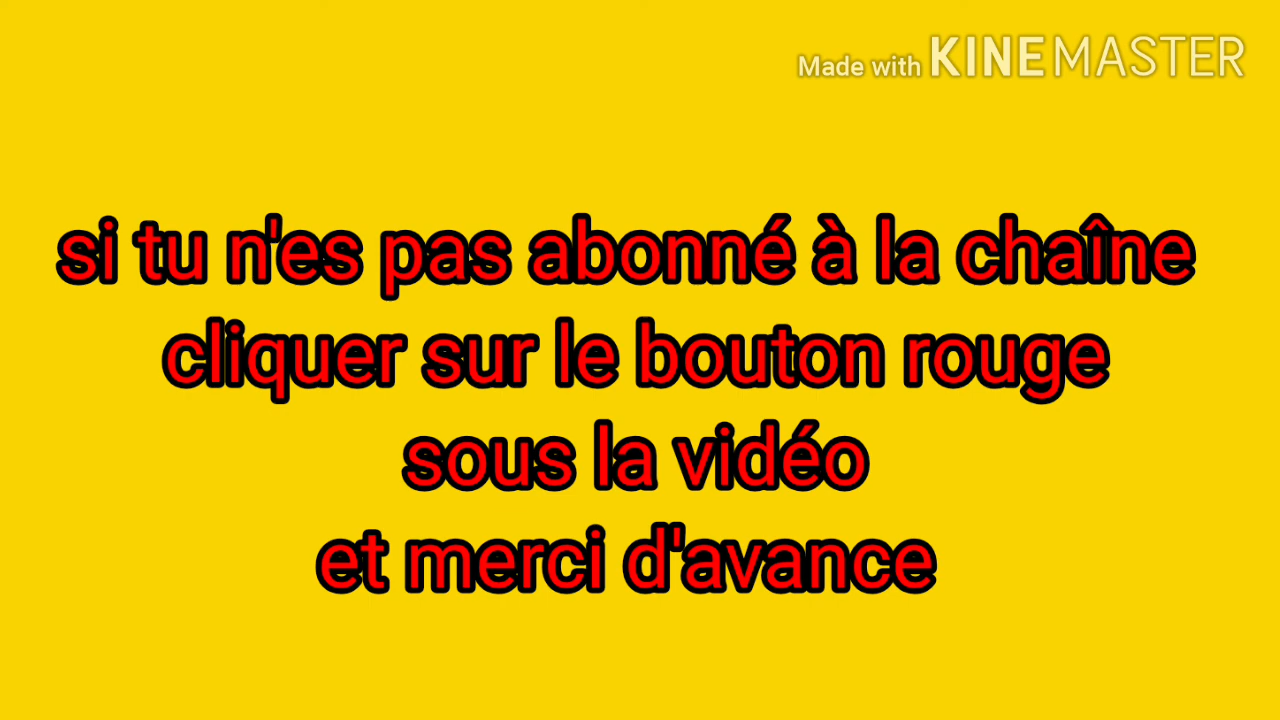 Made with KINEMASTER
si tu n'es pas abonné à la chaîne
cliquer sur le bouton rouge
sous la vidéo
et merci d'avance